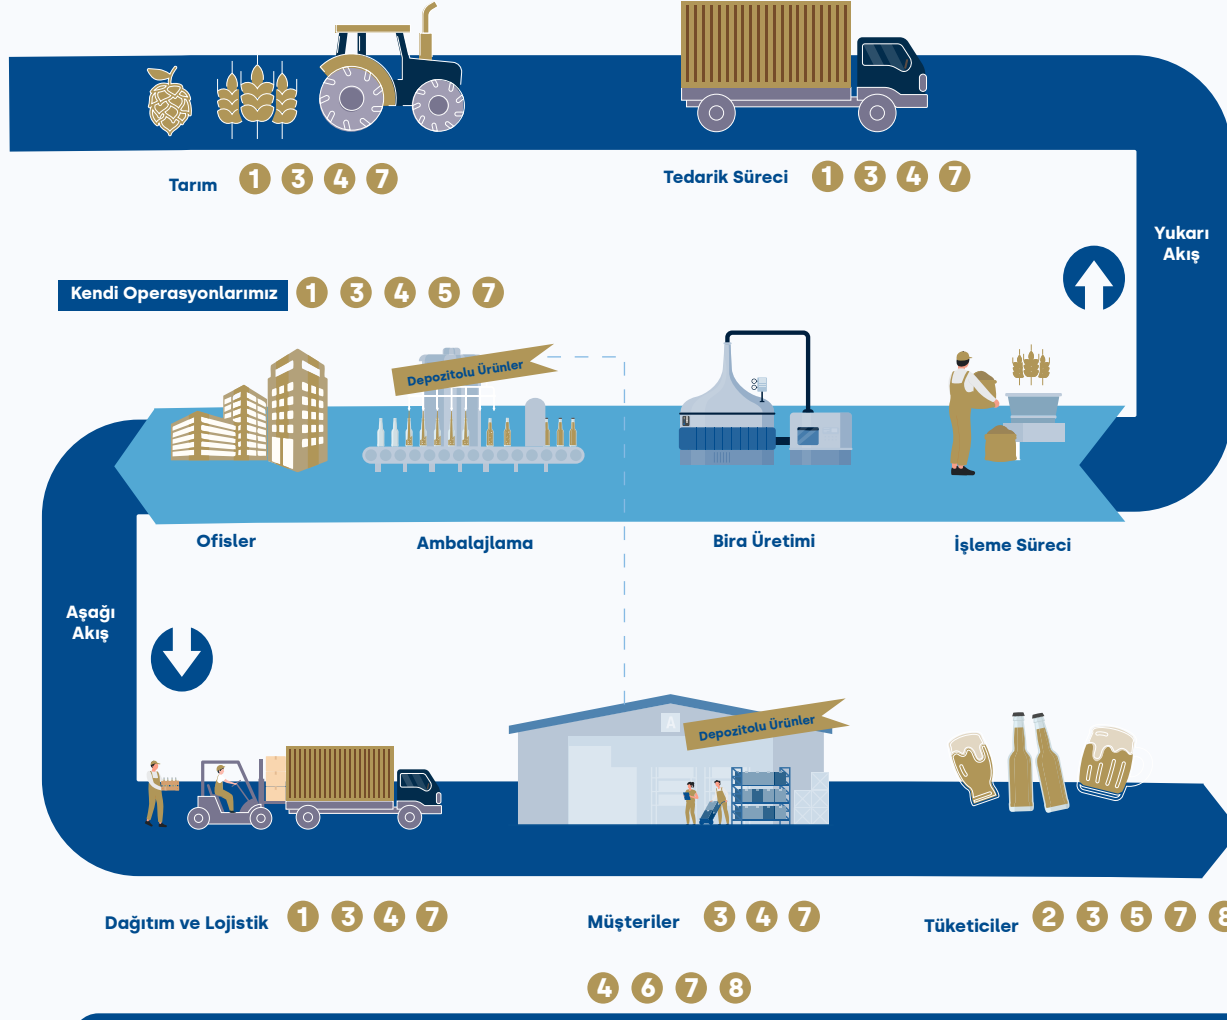 Tarım 1 3 4 7
Tedarik Süreci 1 3 4 7
Yukarı
Akış
Kendi Operasyonlarımız 1 3 4 5 7
Depozitolu Ürünler
Ofisler
Ambalajlama
Bira Üretimi
İşleme Süreci
Aşağı
Akış
A
Depozitolu Ürünler
Dağıtım ve Lojistik 1 3 4 7
Müşteriler 3 4 7
Tüketiciler 2 3 5 7 8
4 6 7 8